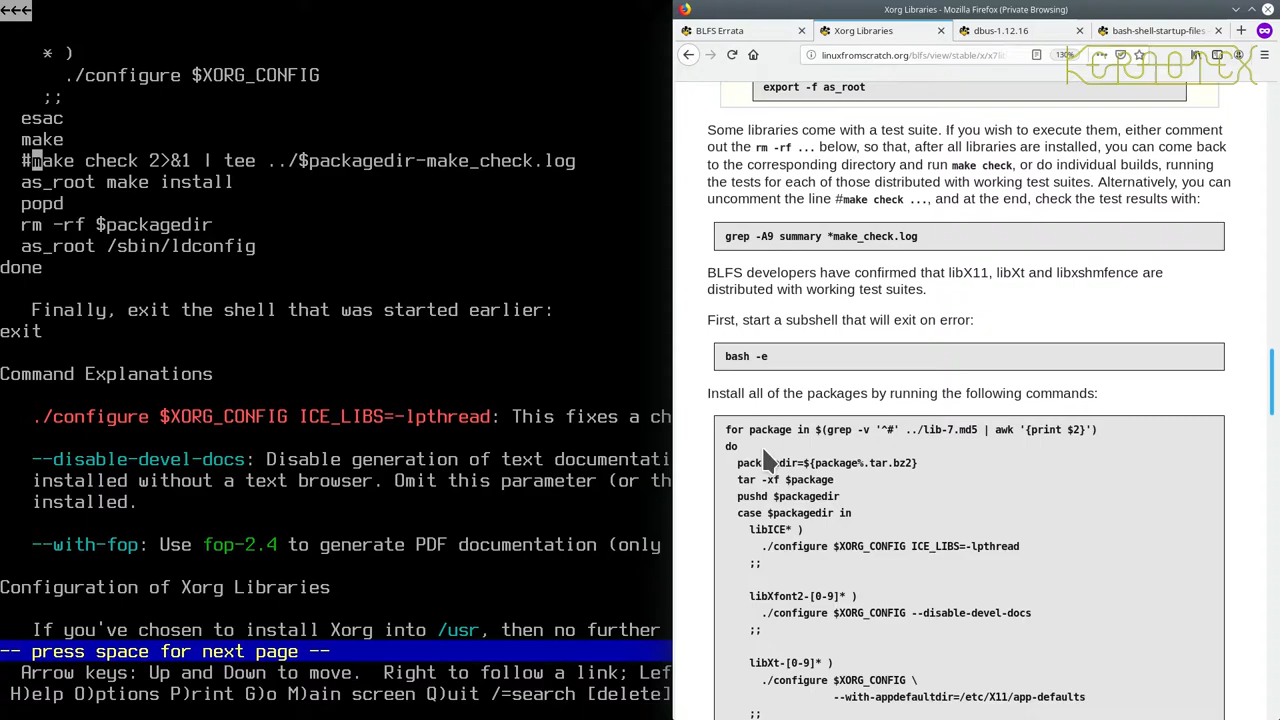 ←←←
* )
./configure $XORG_CONFIG
;;
esac
make
#make check 2>&1 | tee ../$packagedir-make_check.log
as_root make install
popd
rm -rf $packagedir
as_root /sbin/ldconfig
done
Finally, exit the shell that was started earlier:
exit
Command Explanations
./configure $XORG_CONFIG ICE_LIBS=-lpthread: This fixes a ch
--disable-devel-docs: Disable generation of text documentati
installed without a text browser. Omit this parameter (or th
installed.
--with-fop: Use fop-2.4 to generate PDF documentation (only
Configuration of Xorg Libraries
If you've chosen to install Xorg into /usr, then no further
-- press space for next page --
Arrow keys: Up and Down to move.  Right to follow a link; Lef
H)elp O)ptions P)rint G)o M)ain screen Q)uit /=search [delete]
Xorg Libraries - Mozilla Firefox (Private Browsing)
BLFS Errata
Xorg Libraries
dbus-1.12.16
bash-shell-startup-files
linuxfromscratch.org/blfs/view/stable/x/x7li
130%
KERNOTEX
export -f as_root
Some libraries come with a test suite. If you wish to execute them, either comment
out the rm -rf ... below, so that, after all libraries are installed, you can come back
to the corresponding directory and run make check, or do individual builds, running
the tests for each of those distributed with working test suites. Alternatively, you can
uncomment the line #make check ..., and at the end, check the test results with:
grep -A9 summary *make_check.log
BLFS developers have confirmed that libX11, libXt and libxshmfence are
distributed with working test suites.
First, start a subshell that will exit on error:
bash -e
Install all of the packages by running the following commands:
for package in $(grep -v '^#' ../lib-7.md5 | awk '{print $2}')
do
packagedir=${package%.tar.bz2}
tar -xf $package
pushd $packagedir
case $packagedir in
libICE* )
./configure $XORG_CONFIG ICE_LIBS=-lpthread
;;
libXfont2-[0-9]* )
./configure $XORG_CONFIG --disable-devel-docs
;;
libXt-[0-9]* )
./configure $XORG_CONFIG \
--with-appdefaultdir=/etc/X11/app-defaults
;;